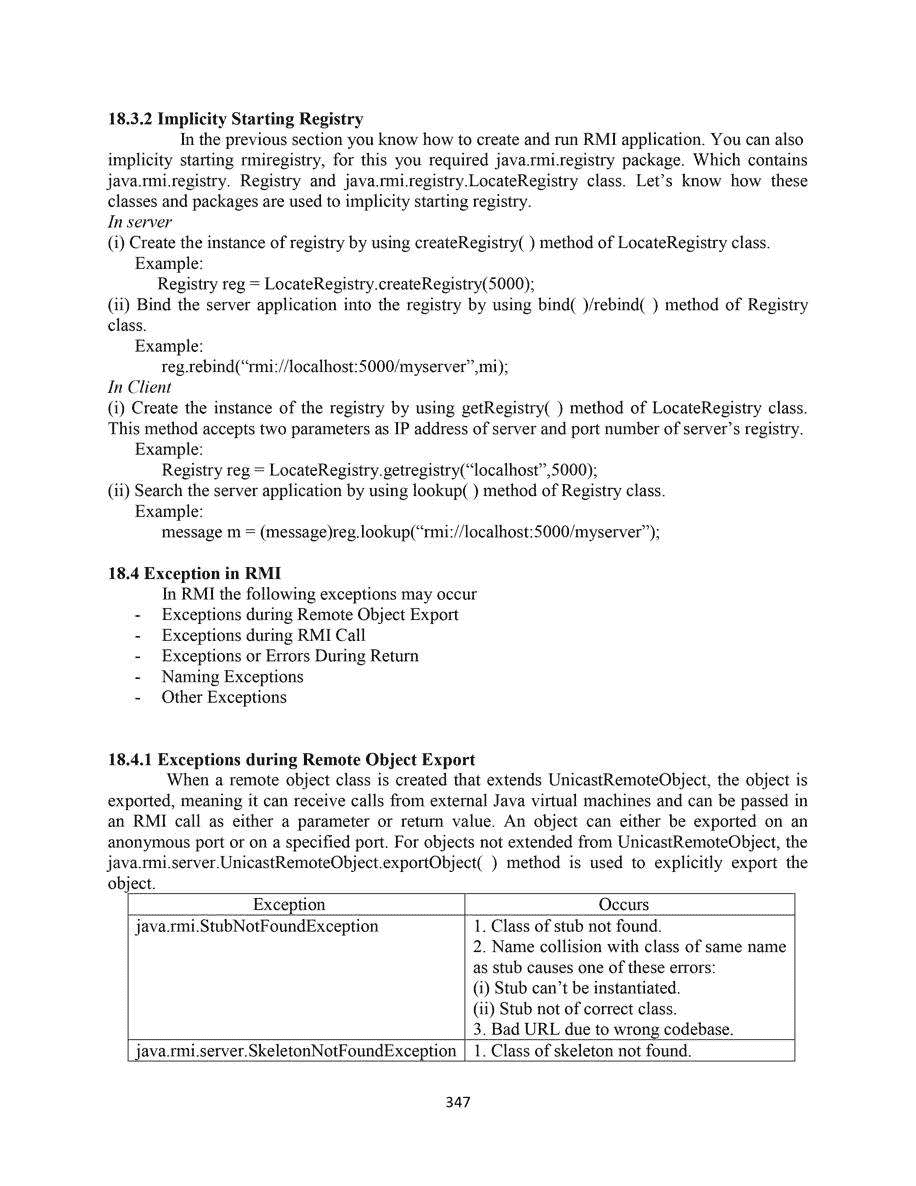 18.3.2 Implicity Starting Registry
In the previous section you know how to create and run RMI application. You can also
implicity starting rmiregistry, for this you required java.rmi.registry package. Which contains
java.rmi.registry. Registry and java.rmi.registry.LocateRegistry class. Let’s know how these
classes and packages are used to implicity starting registry.
In server
(i) Create the instance of registry by using createRegistry( ) method of LocateRegistry class.
Example:
Registry reg = LocateRegistry.createRegistry(5000);
(ii) Bind the server application into the registry by using bind( )/rebind( ) method of Registry
class.
Example:
reg.rebind(“rmi://localhost:5000/myserver”,mi);
In Client
(i) Create the instance of the registry by using getRegistry( ) method of LocateRegistry class.
This method accepts two parameters as IP address of server and port number of server’s registry.
Example:
Registry reg = LocateRegistry.getregistry(“localhost”,5000);
(ii) Search the server application by using lookup( ) method of Registry class.
Example:
message m = (message)reg.lookup(“rmi://localhost:5000/myserver”);
18.4 Exception in RMI
In RMI the following exceptions may occur
- Exceptions during Remote Object Export
- Exceptions during RMI Call
- Exceptions or Errors During Return
- Naming Exceptions
- Other Exceptions
18.4.1 Exceptions during Remote Object Export
When a remote object class is created that extends UnicastRemoteObject, the object is
exported, meaning it can receive calls from external Java virtual machines and can be passed in
an RMI call as either a parameter or return value. An object can either be exported on an
anonymous port or on a specified port. For objects not extended from UnicastRemoteObject, the
java.rmi.server.UnicastRemoteObject.exportObject( ) method is used to explicitly export the
object.
Exception Occurs
java.rmi.StubNotFoundException 1. Class of stub not found.
2. Name collision with class of same name
as stub causes one of these errors:
(i) Stub can’t be instantiated.
(ii) Stub not of correct class.
3. Bad URL due to wrong codebase.
java.rmi.server.SkeletonNotFoundException 1. Class of skeleton not found.
347